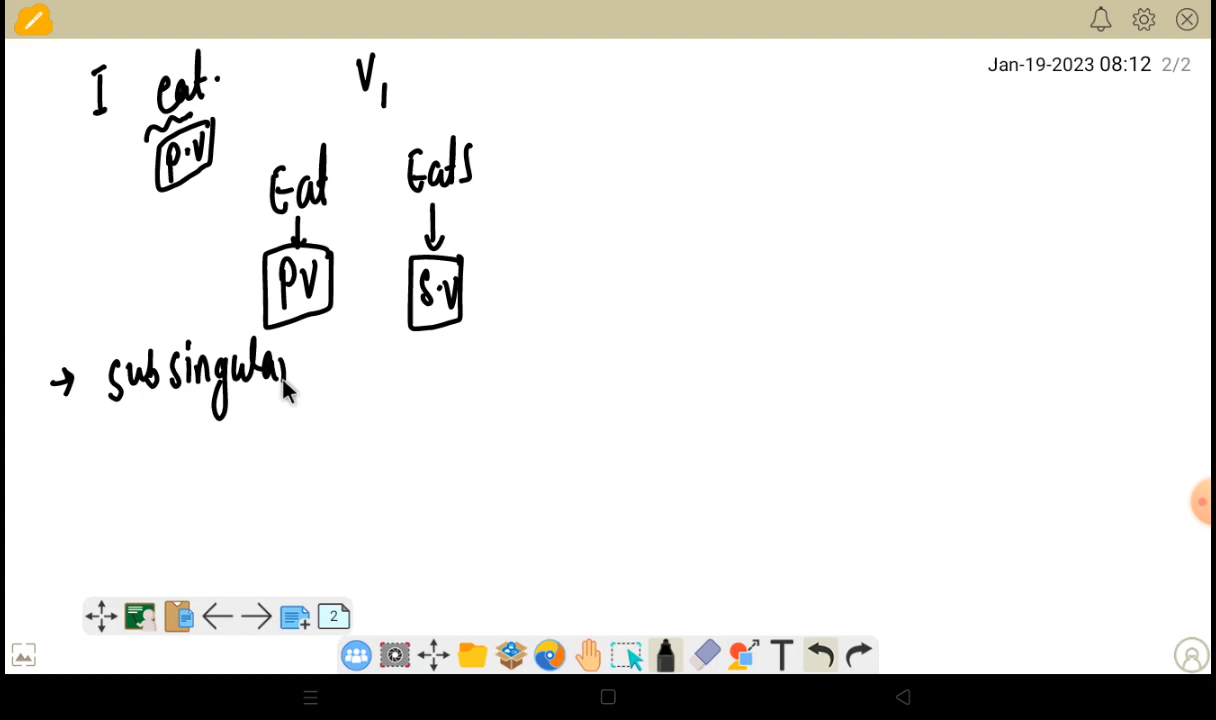 Jan-19-2023 08:12 2/2
I eat. V1
P.V
Eat Eats
PV S.V
→ sub singular
2
T